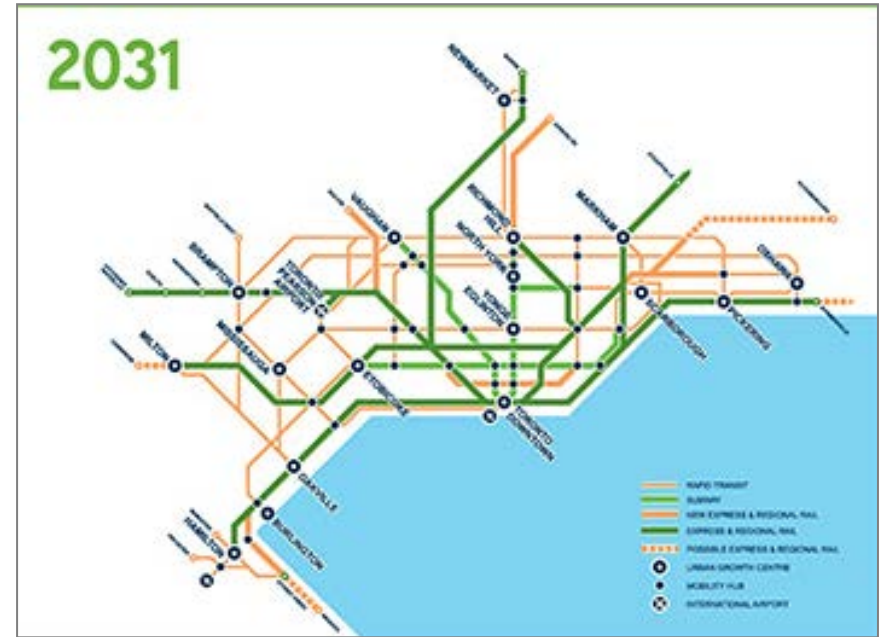 2031
NEWMARKET
VAUGHAN
RICHMOND
HILL
NORTH YORK
MARKHAM
BRAMPTON
TORONTO
PEARSON
AIRPORT
YONGE
EGLINTON
OSHAWA
SCARBOROUGH
PICKERING
MILTON
MISSISSAUGA
ETOBICOKE
TORONTO
DOWNTOWN
OAKVILLE
BURLINGTON
HAMILTON
RAPID TRANSIT
SUBWAY
NEW EXPRESS & REGIONAL RAIL
EXPRESS & REGIONAL RAIL
POSSIBLE EXPRESS & REGIONAL RAIL
URBAN GROWTH CENTRE
MOBILITY HUB
INTERNATIONAL AIRPORT